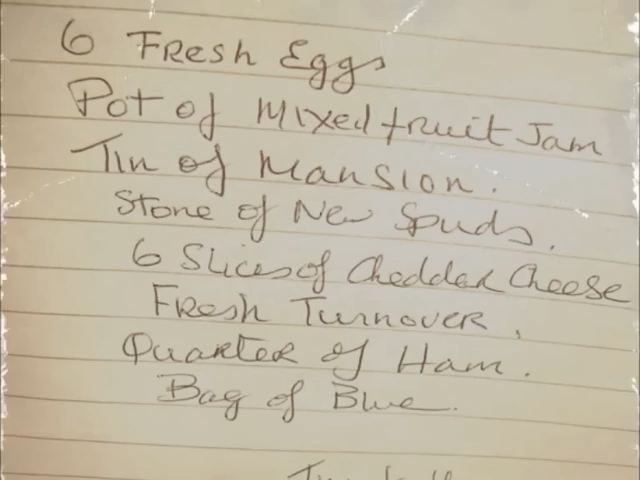 6 Fresh Eggs
Pot of Mixed fruit Jam
Tin of Mansion.
Stone of New Spuds.
6 Slices of Cheddar Cheese
Fresh Turnover,
Quarter of Ham.
Bag of Blue.